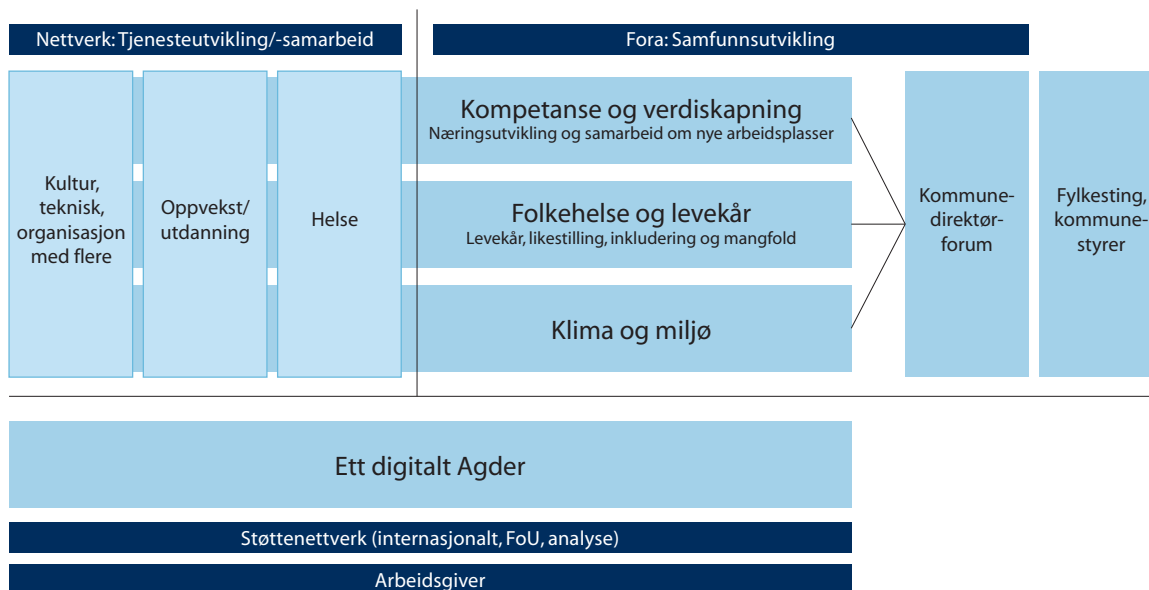 Nettverk: Tjenesteutvikling/-samarbeid
Fora: Samfunnsutvikling
Kultur,
teknisk,
organisasjon
med flere
Oppvekst/
utdanning
Helse
Kompetanse og verdiskapning
Næringsutvikling og samarbeid om nye arbeidsplasser
Folkehelse og levekår
Levekår, likestilling, inkludering og mangfold
Klima og miljø
Kommune-
direktør-
forum
Fylkesting,
kommune-
styrer
Ett digitalt Agder
Støttenettverk (internasjonalt, FoU, analyse)
Arbeidsgiver